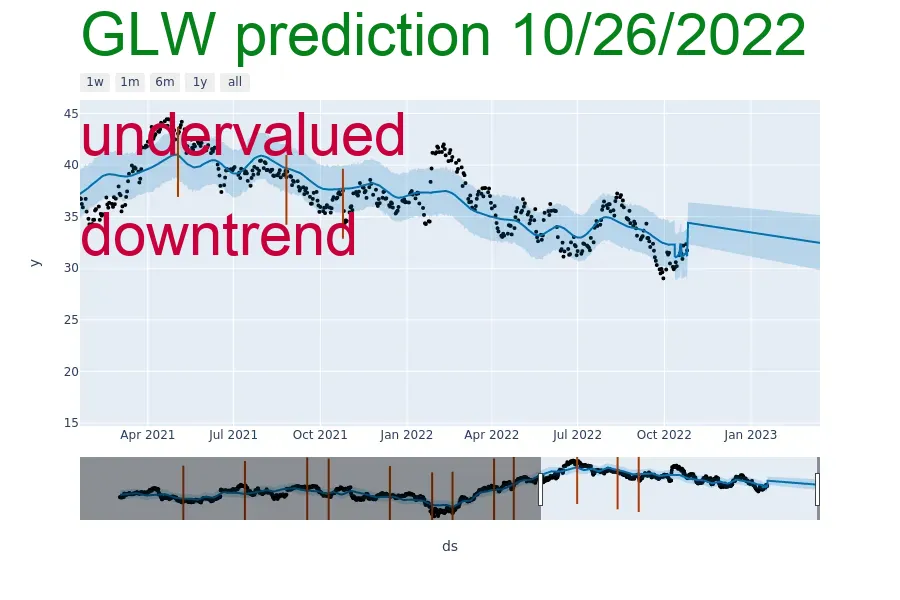 GLW prediction 10/26/2022
1w 1m 6m 1y all
45
undervalued
40
35
downtrend
30
25
20
15
y
Apr 2021 Jul 2021 Oct 2021 Jan 2022 Apr 2022 Jul 2022 Oct 2022 Jan 2023
ds